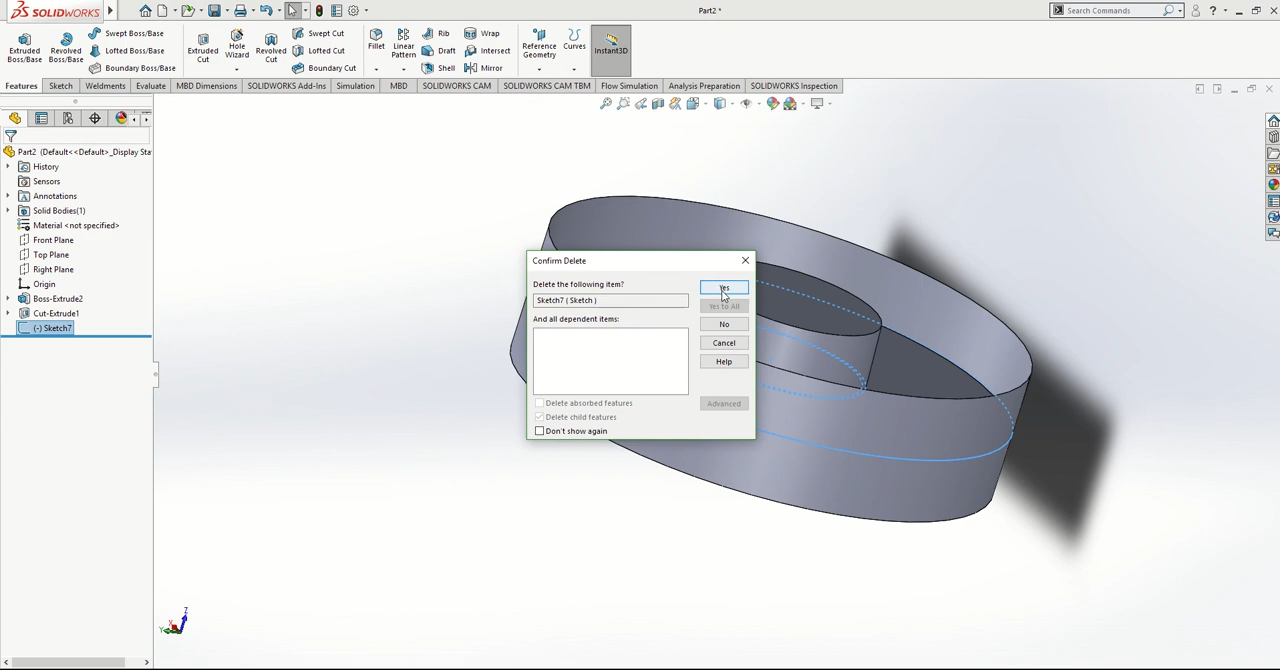 SOLIDWORKS
Part2 *
Search Commands
Extruded Boss/Base
Revolved Boss/Base
Swept Boss/Base
Lofted Boss/Base
Boundary Boss/Base
Extruded Cut
Hole Wizard
Revolved Cut
Swept Cut
Lofted Cut
Boundary Cut
Fillet
Linear Pattern
Rib
Draft
Shell
Wrap
Intersect
Mirror
Reference Geometry
Curves
Instant3D
Features Sketch Weldments Evaluate MBD Dimensions SOLIDWORKS Add-Ins Simulation MBD SOLIDWORKS CAM SOLIDWORKS CAM TBM Flow Simulation Analysis Preparation SOLIDWORKS Inspection
Part2 (Default<<Default>_Display Sta
History
Sensors
Annotations
Solid Bodies(1)
Material <not specified>
Front Plane
Top Plane
Right Plane
Origin
Boss-Extrude2
Cut-Extrude1
(-) Sketch7
Confirm Delete
Delete the following item?
Sketch7 ( Sketch )
And all dependent items:
Yes
Yes to All
No
Cancel
Help
Advanced
Delete absorbed features
Delete child features
Don't show again
Z
Y
X